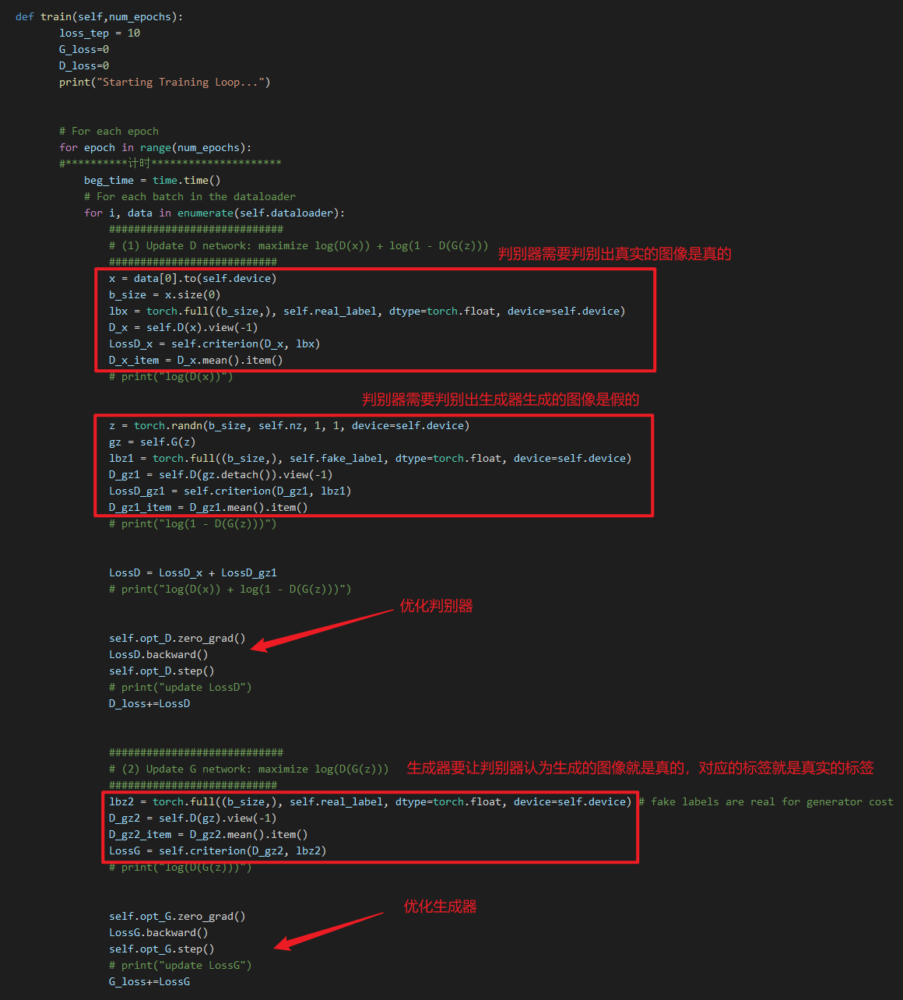 def train(self,num_epochs):
loss_tep = 10
G_loss=0
D_loss=0
print("Starting Training Loop...")
# For each epoch
for epoch in range(num_epochs):
#**********计时*********************
beg_time = time.time()
# For each batch in the dataloader
for i, data in enumerate(self.dataloader):
############################
# (1) Update D network: maximize log(D(x)) + log(1 - D(G(z)))
判别器需要判别出真实的图像是真的
###########################
x = data[0].to(self.device)
b_size = x.size(0)
lbx = torch.full((b_size,), self.real_label, dtype=torch.float, device=self.device)
D_x = self.D(x).view(-1)
LossD_x = self.criterion(D_x, lbx)
D_x_item = D_x.mean().item()
# print("log(D(x))")
判别器需要判别出生成器生成的图像是假的
z = torch.randn(b_size, self.nz, 1, 1, device=self.device)
gz = self.G(z)
lbz1 = torch.full((b_size,), self.fake_label, dtype=torch.float, device=self.device)
D_gz1 = self.D(gz.detach()).view(-1)
LossD_gz1 = self.criterion(D_gz1, lbz1)
D_gz1_item = D_gz1.mean().item()
# print("log(1 - D(G(z)))")
LossD = LossD_x + LossD_gz1
# print("log(D(x)) + log(1 - D(G(z)))")
优化判别器
self.opt_D.zero_grad()
LossD.backward()
self.opt_D.step()
# print("update LossD")
D_loss+=LossD
############################
# (2) Update G network: maximize log(D(G(z)))
生成器要让判别器认为生成的图像就是真的，对应的标签就是真实的标签
###########################
lbz2 = torch.full((b_size,), self.real_label, dtype=torch.float, device=self.device) # fake labels are real for generator cost
D_gz2 = self.D(gz).view(-1)
D_gz2_item = D_gz2.mean().item()
LossG = self.criterion(D_gz2, lbz2)
# print("log(D(G(z)))")
优化生成器
self.opt_G.zero_grad()
LossG.backward()
self.opt_G.step()
# print("update LossG")
G_loss+=LossG